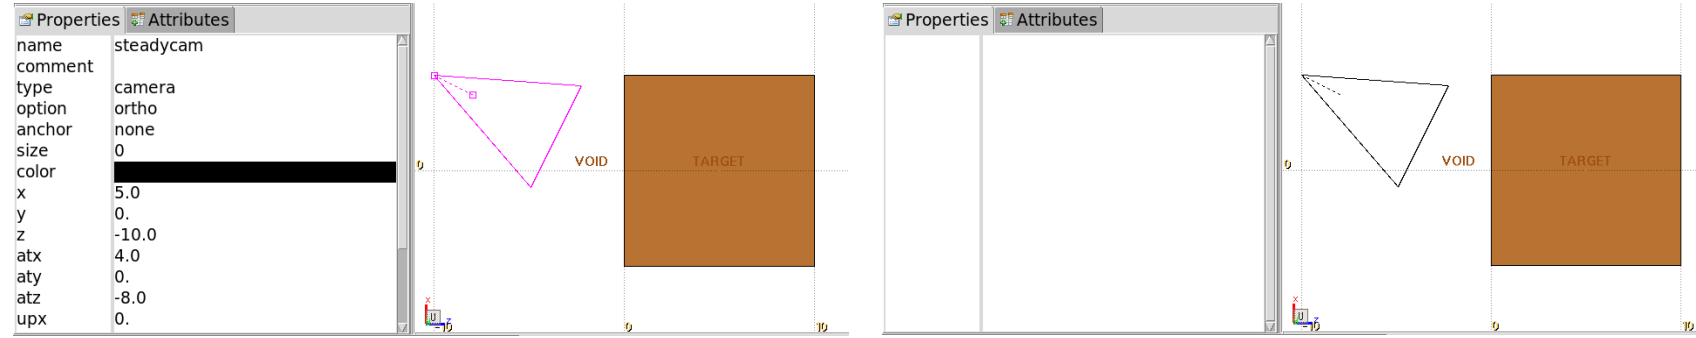 Properties Attributes
name steadycam
comment
type camera
option ortho
anchor none
size 0
color
x 5.0
y 0.
z -10.0
atx 4.0
aty 0.
atz -8.0
upx 0.
0
VOID TARGET
x
U
z
-10 0 10
Properties Attributes
0
VOID TARGET
x
U
z
-10 0 10